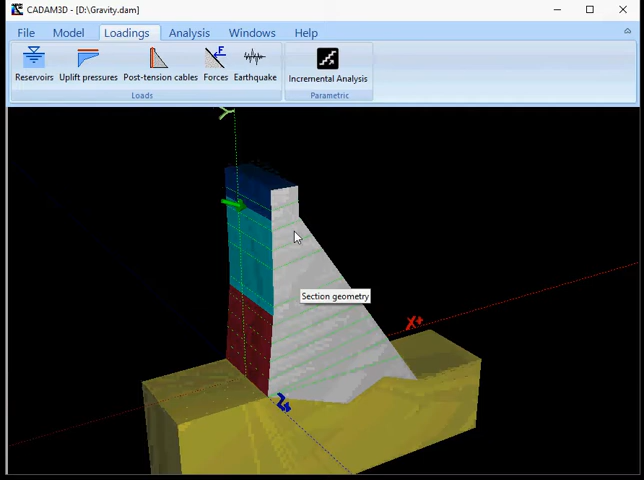 CADAM3D - [D:\Gravity.dam]
File Model Loadings Analysis Windows Help
Reservoirs Uplift pressures Post-tension cables Forces Earthquake Incremental Analysis
Loads Parametric
Y
Section geometry
X+
Z+